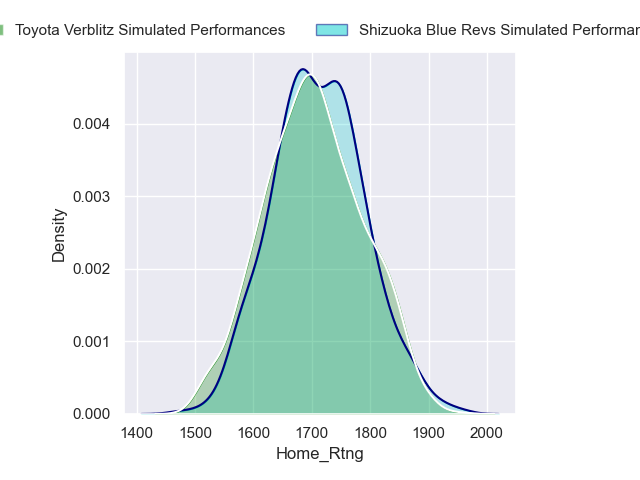 Toyota Verblitz Simulated Performances Shizuoka Blue Revs Simulated
0.004
0.003
0.002
0.001
0.000
Density
1400 1500 1600 1700 1800 1900 2000
Home_Rtng